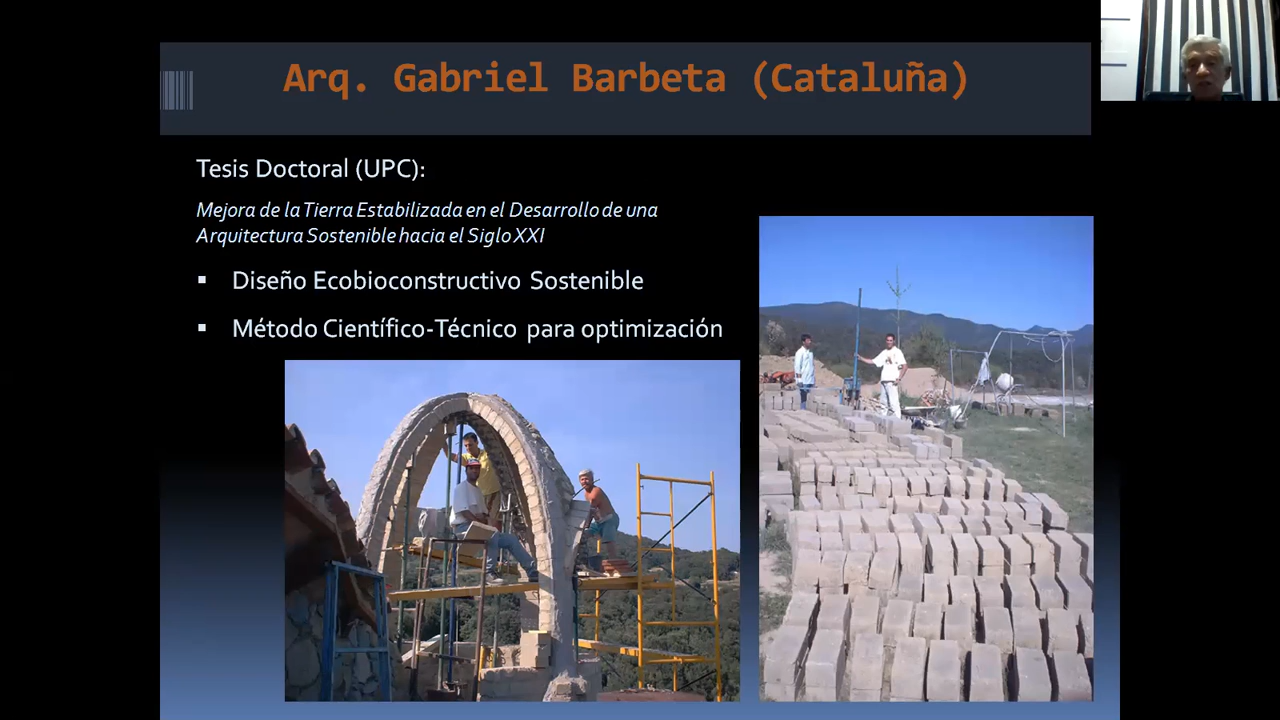 Arq. Gabriel Barbeta (Cataluña)
Tesis Doctoral (UPC):
Mejora de la Tierra Estabilizada en el Desarrollo de una
Arquitectura Sostenible hacia el Siglo XXI
▪ Diseño Ecobioconstructivo Sostenible
▪ Método Científico-Técnico para optimización